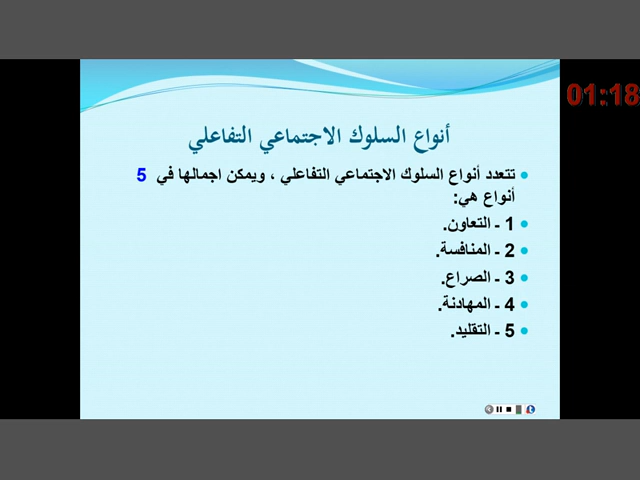 01:18
أنواع السلوك الاجتماعي التفاعلي
تتعدد أنواع السلوك الاجتماعي التفاعلي ، ويمكن اجمالها في 5
أنواع هي:
1 - التعاون.
2 - المنافسة.
3 - الصراع.
4 - المهادنة.
5 - التقليد.